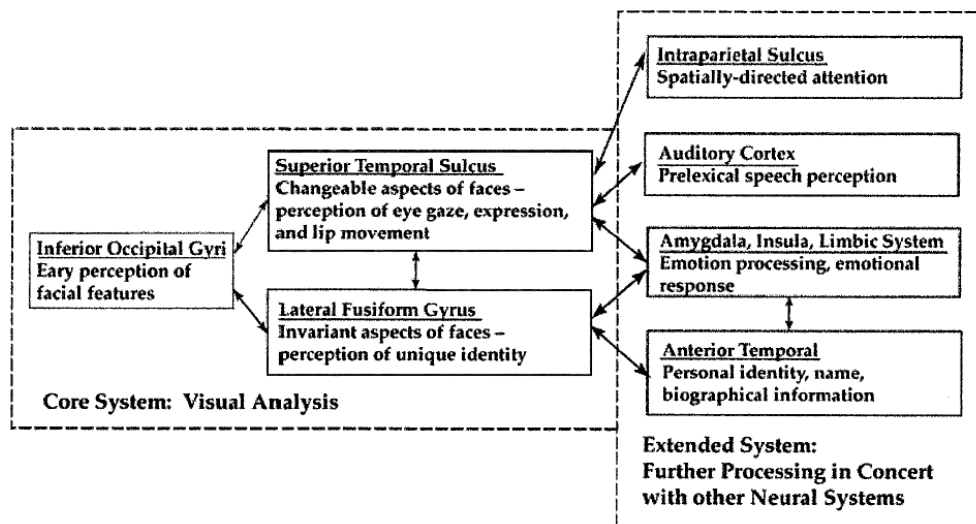 Intraparietal Sulcus
Spatially-directed attention
Superior Temporal Sulcus
Changeable aspects of faces –
perception of eye gaze, expression,
and lip movement
Auditory Cortex
Prelexical speech perception
Inferior Occipital Gyri
Eary perception of
facial features
Amygdala, Insula, Limbic System
Emotion processing, emotional
response
Lateral Fusiform Gyrus
Invariant aspects of faces –
perception of unique identity
Anterior Temporal
Personal identity, name,
biographical information
Core System: Visual Analysis
Extended System:
Further Processing in Concert
with other Neural Systems